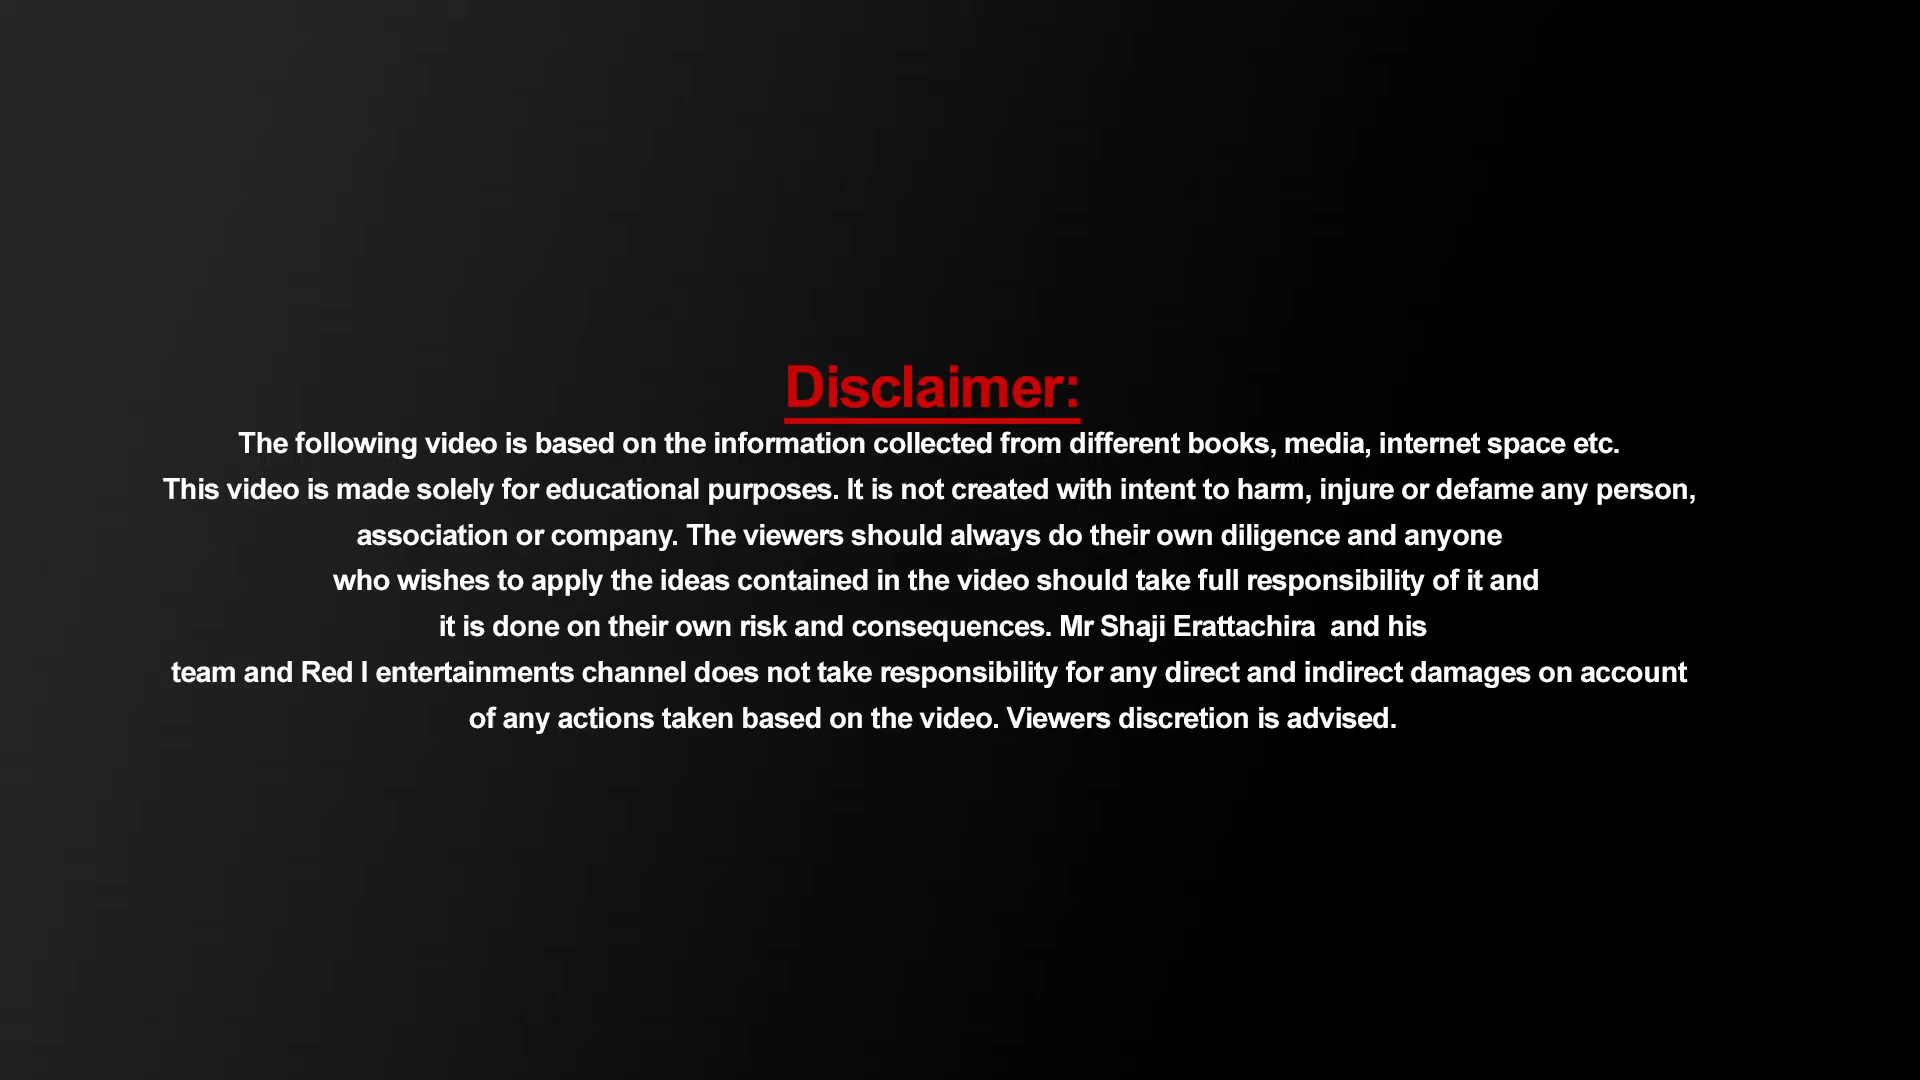 Disclaimer:
The following video is based on the information collected from different books, media, internet space etc.
This video is made solely for educational purposes. It is not created with intent to harm, injure or defame any person,
association or company. The viewers should always do their own diligence and anyone
who wishes to apply the ideas contained in the video should take full responsibility of it and
it is done on their own risk and consequences. Mr Shaji Erattachira  and his
team and Red I entertainments channel does not take responsibility for any direct and indirect damages on account
of any actions taken based on the video. Viewers discretion is advised.